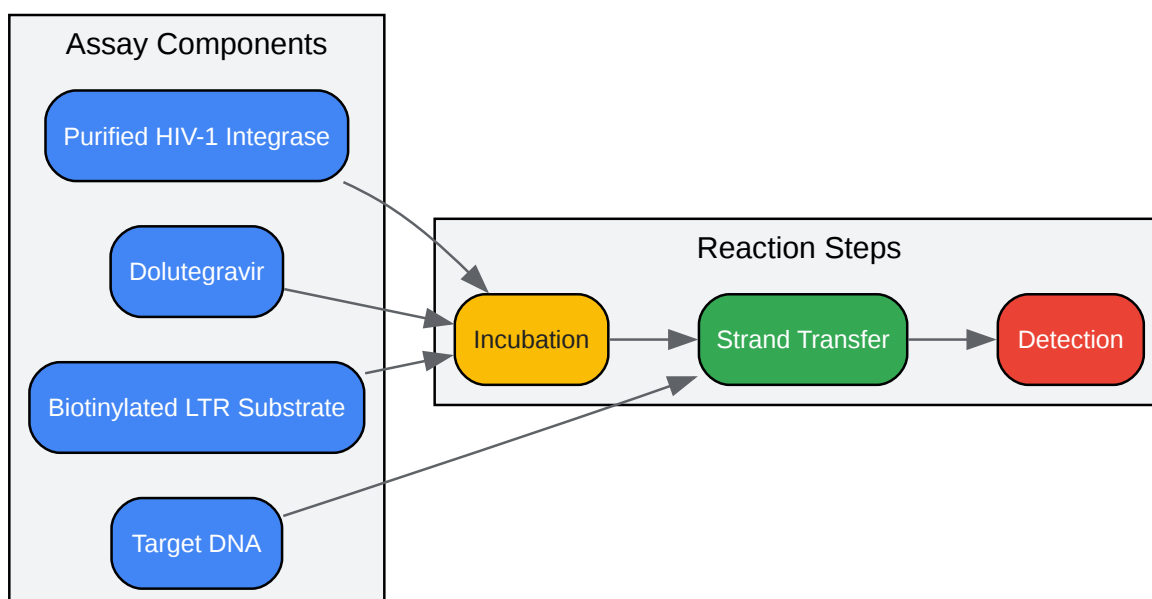 Assay Components
Purified HIV-1 Integrase
Dolutegravir
Biotinylated LTR Substrate
Target DNA
Reaction Steps
Incubation
Strand Transfer
Detection